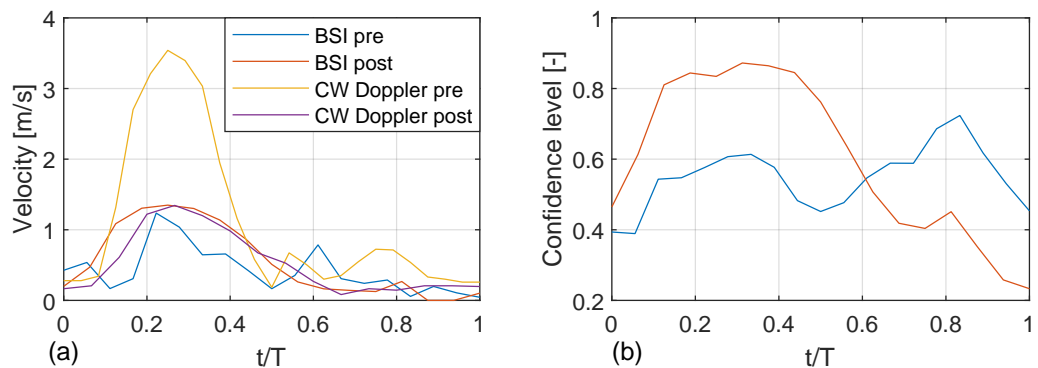 4
3
2
1
0
Velocity [m/s]
BSI pre
BSI post
CW Doppler pre
CW Doppler post
0 0.2 0.4 0.6 0.8 1
t/T
(a)
1
0.8
0.6
0.4
0.2
Confidence level [-]
0 0.2 0.4 0.6 0.8 1
t/T
(b)